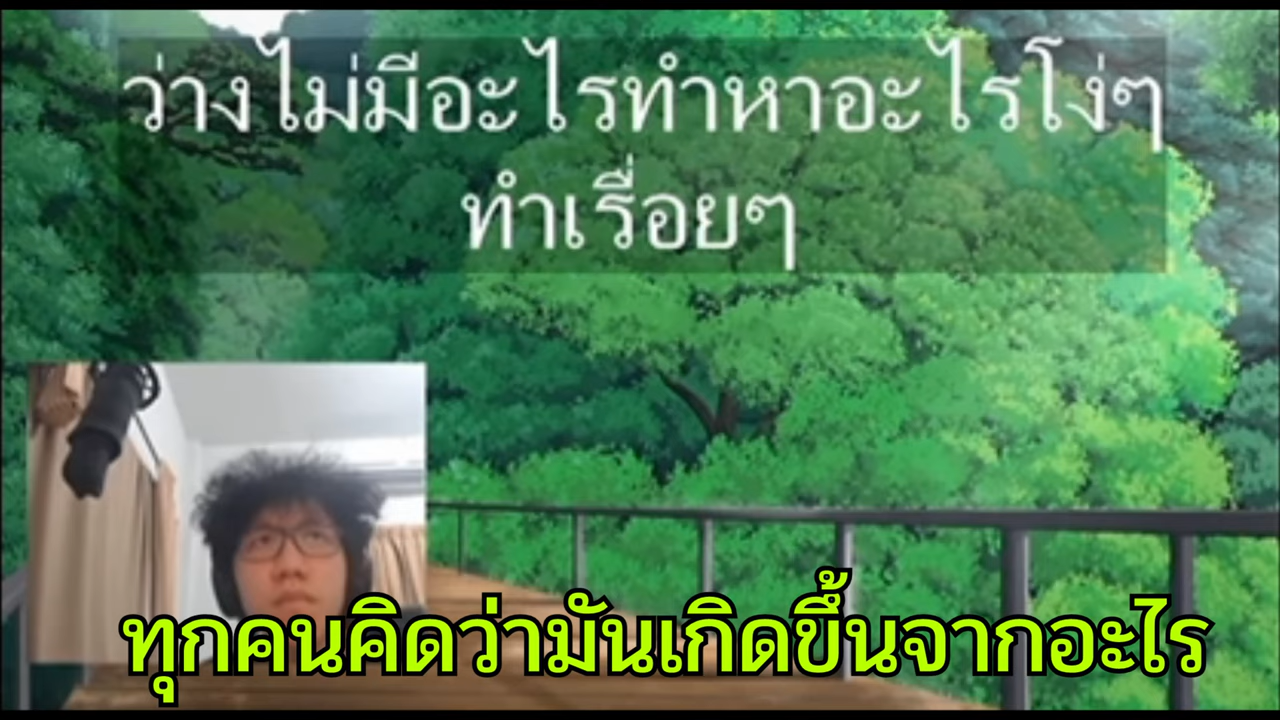 ว่างไม่มีอะไรทำหาอะไรโง่ๆ
ทำเรื่อยๆ
ทุกคนคิดว่ามันเกิดขึ้นจากอะไร